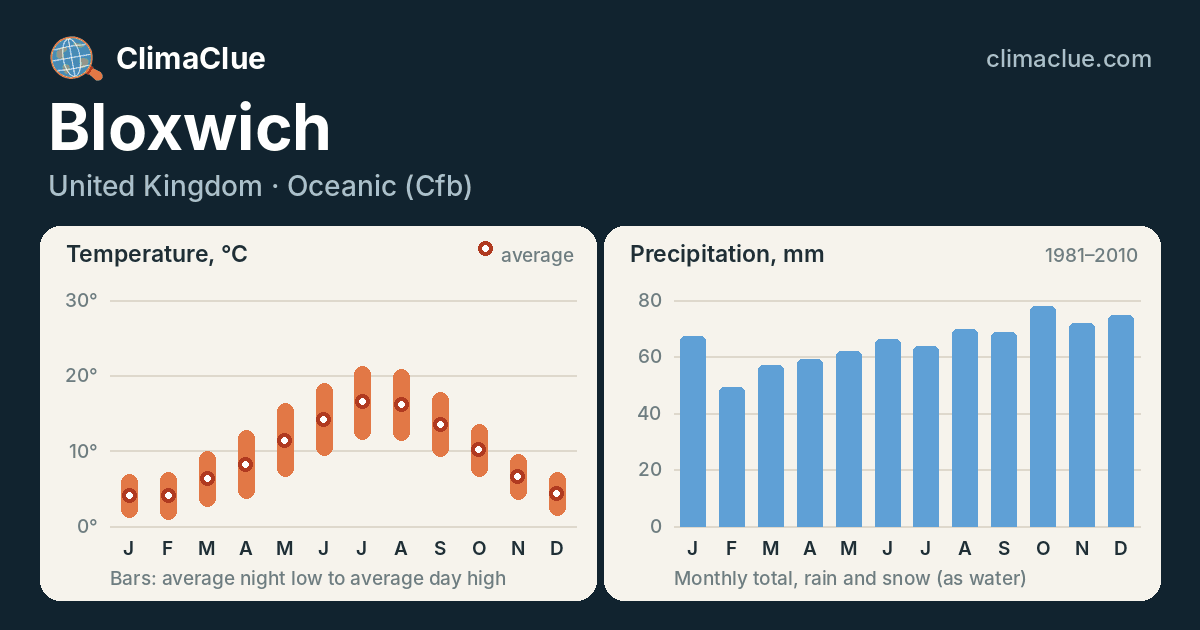 ClimaClue
climaclue.com
Bloxwich
United Kingdom · Oceanic (Cfb)
Temperature, °C
average
30°
20°
10°
0°
J F M A M J J A S O N D
Bars: average night low to average day high
Precipitation, mm
1981–2010
80
60
40
20
0
J F M A M J J A S O N D
Monthly total, rain and snow (as water)